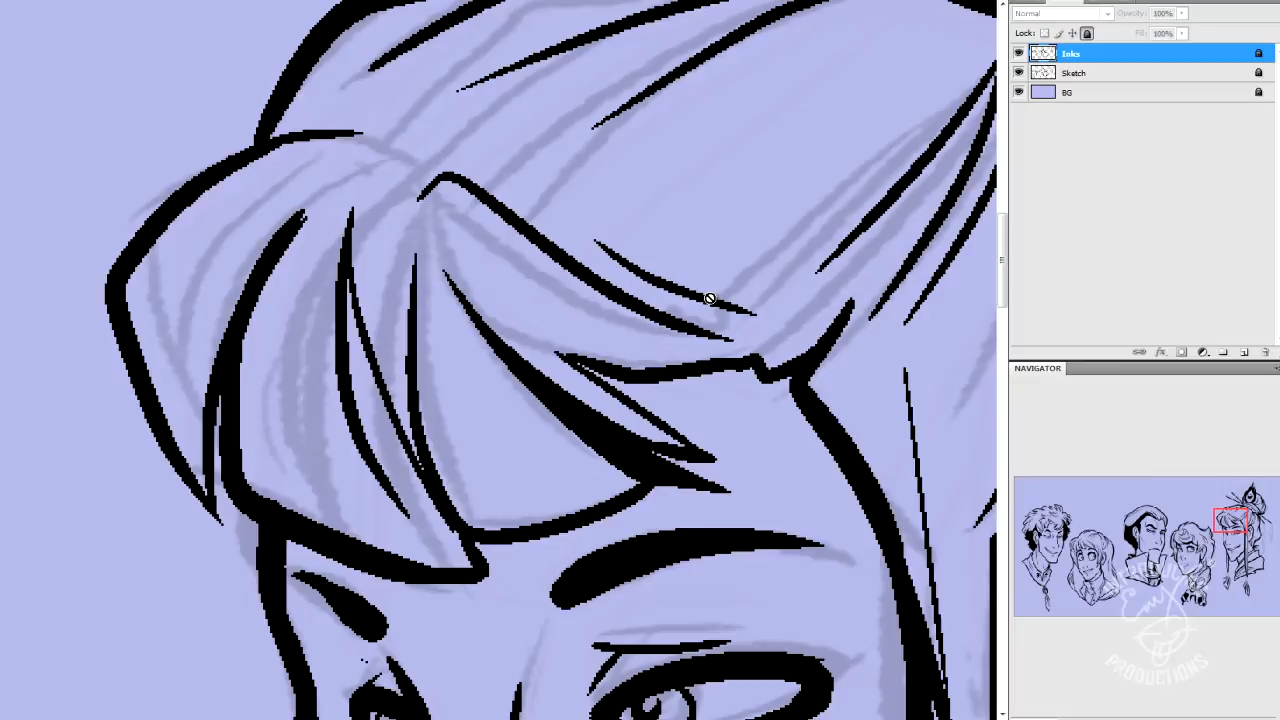 Normal Opacity: 100%
Lock: Fill: 100%
Inks
Sketch
BG
NAVIGATOR
PRODUCTIONS